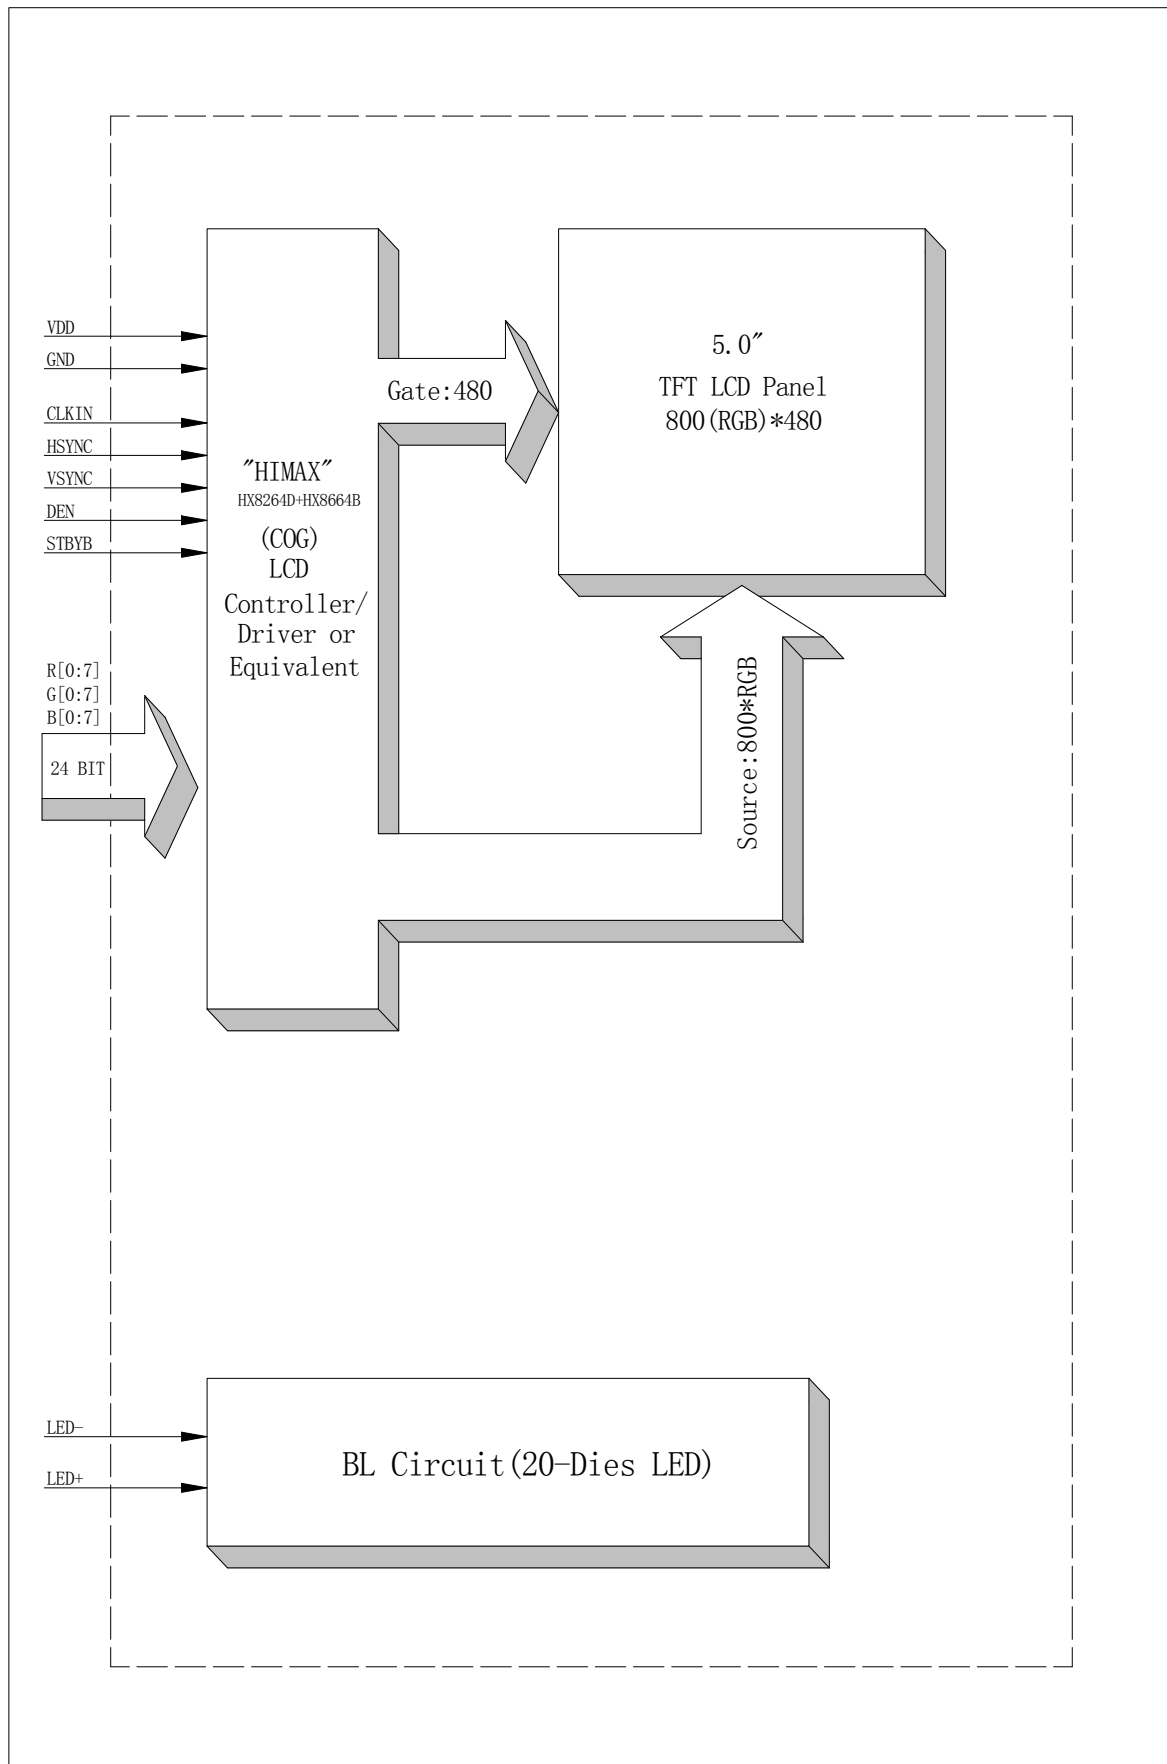 VDD
GND
CLKIN
HSYNC
VSYNC
DEN
STBYB
R[0:7]
G[0:7]
B[0:7]
24 BIT
"HIMAX"
HX8264D+HX8664B
(COG)
LCD
Controller/
Driver or
Equivalent
Gate:480
5.0"
TFT LCD Panel
800(RGB)*480
Source:800*RGB
LED-
LED+
BL Circuit(20-Dies LED)